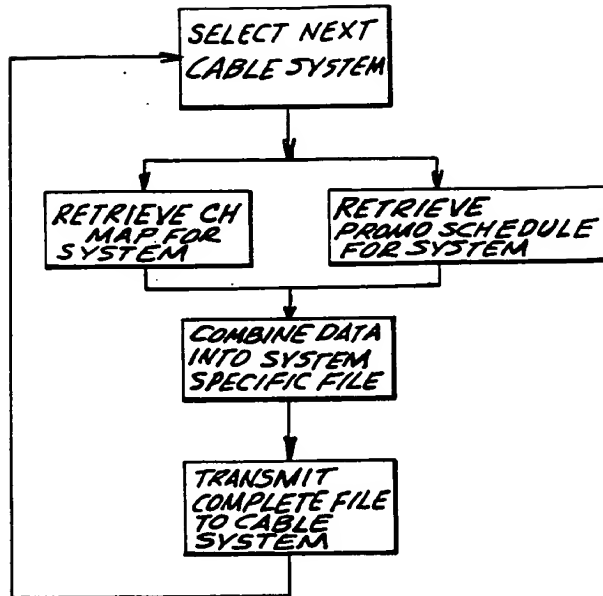 SELECT NEXT
CABLE SYSTEM
RETRIEVE CH
MAP FOR
SYSTEM
RETRIEVE
PROMO SCHEDULE
FOR SYSTEM
COMBINE DATA
INTO SYSTEM
SPECIFIC FILE
TRANSMIT
COMPLETE FILE
TO CABLE
SYSTEM